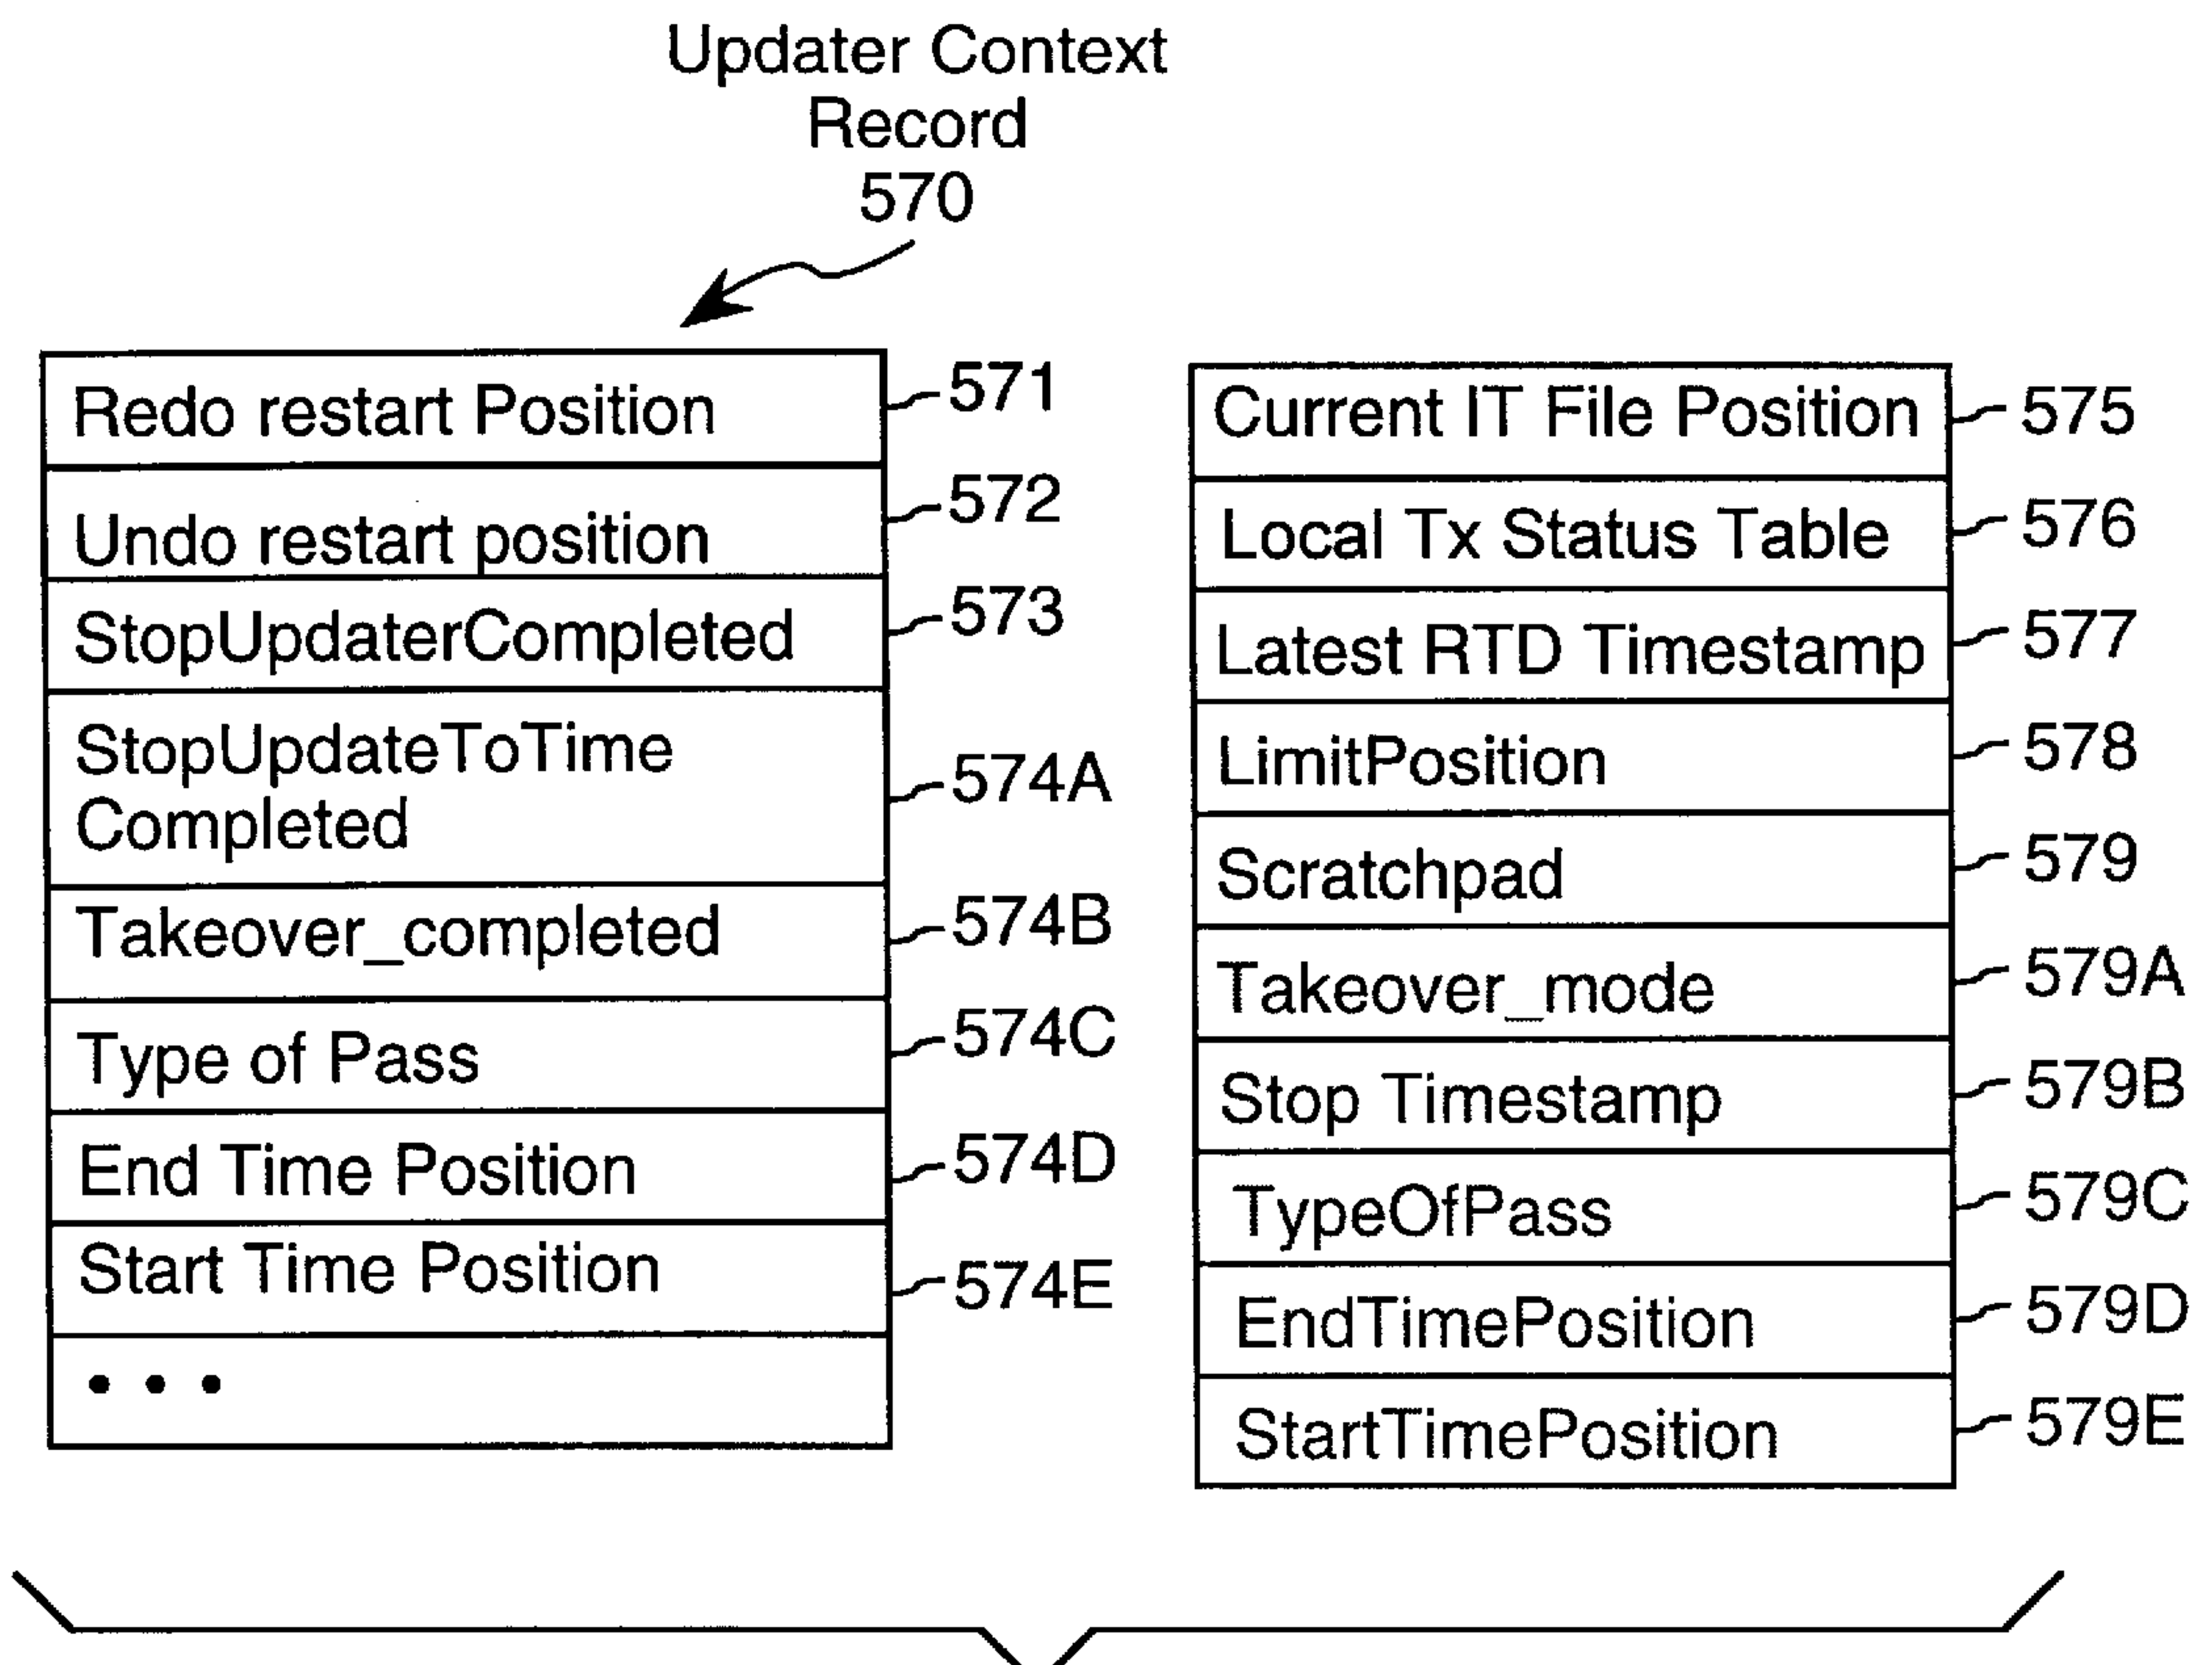 Updater Context
Record
570
Redo restart Position
571
Undo restart position
572
StopUpdaterCompleted
573
StopUpdateToTime
Completed
574A
Takeover_completed
574B
Type of Pass
574C
End Time Position
574D
Start Time Position
574E
• • •
Current IT File Position
575
Local Tx Status Table
576
Latest RTD Timestamp
577
LimitPosition
578
Scratchpad
579
Takeover_mode
579A
Stop Timestamp
579B
TypeOfPass
579C
EndTimePosition
579D
StartTimePosition
579E